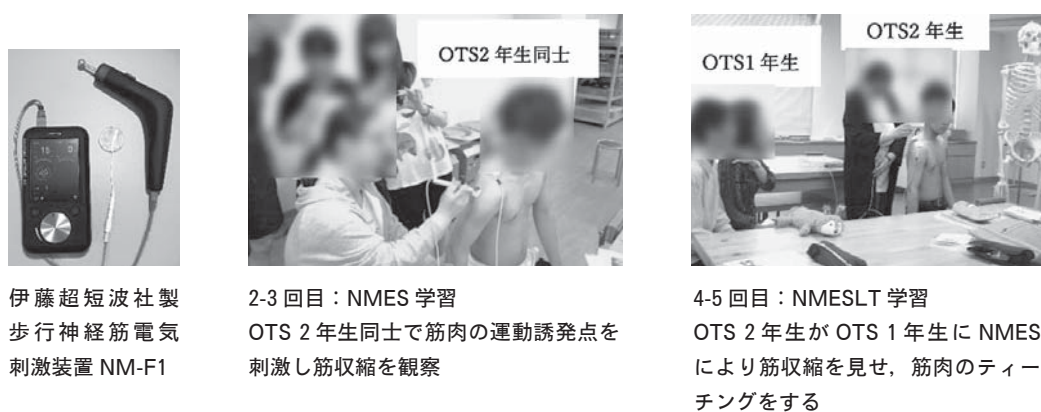 OTS2 年生同士
OTS1 年生
OTS2 年生
伊藤超短波社製
歩行神経筋電気
刺激装置 NM-F1
2-3 回目：NMES 学習
OTS 2 年生同士で筋肉の運動誘発点を
刺激し筋収縮を観察
4-5 回目：NMESLT 学習
OTS 2 年生が OTS 1 年生に NMES
により筋収縮を見せ，筋肉のティー
チングをする